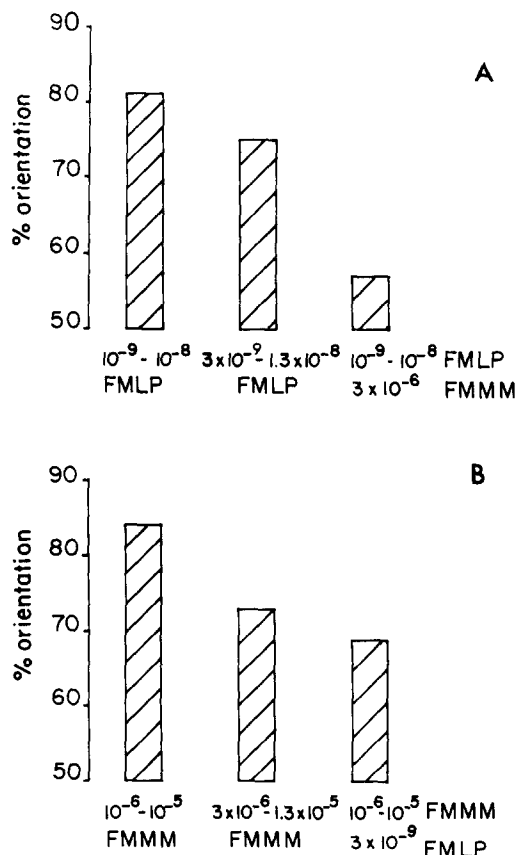 A
90
80
70
60
50
% orientation
10⁻⁹ - 10⁻⁸ 3x10⁻⁹-1.3x10⁻⁸ 10⁻⁹ - 10⁻⁸ FMLP
FMLP FMLP 3 x 10⁻⁶ FMMM
B
90
80
70
60
50
% orientation
10⁻⁶-10⁻⁵ 3x10⁻⁶-1.3x10⁻⁵ 10⁻⁶-10⁻⁵ FMMM
FMMM FMMM 3 x 10⁻⁹ FMLP